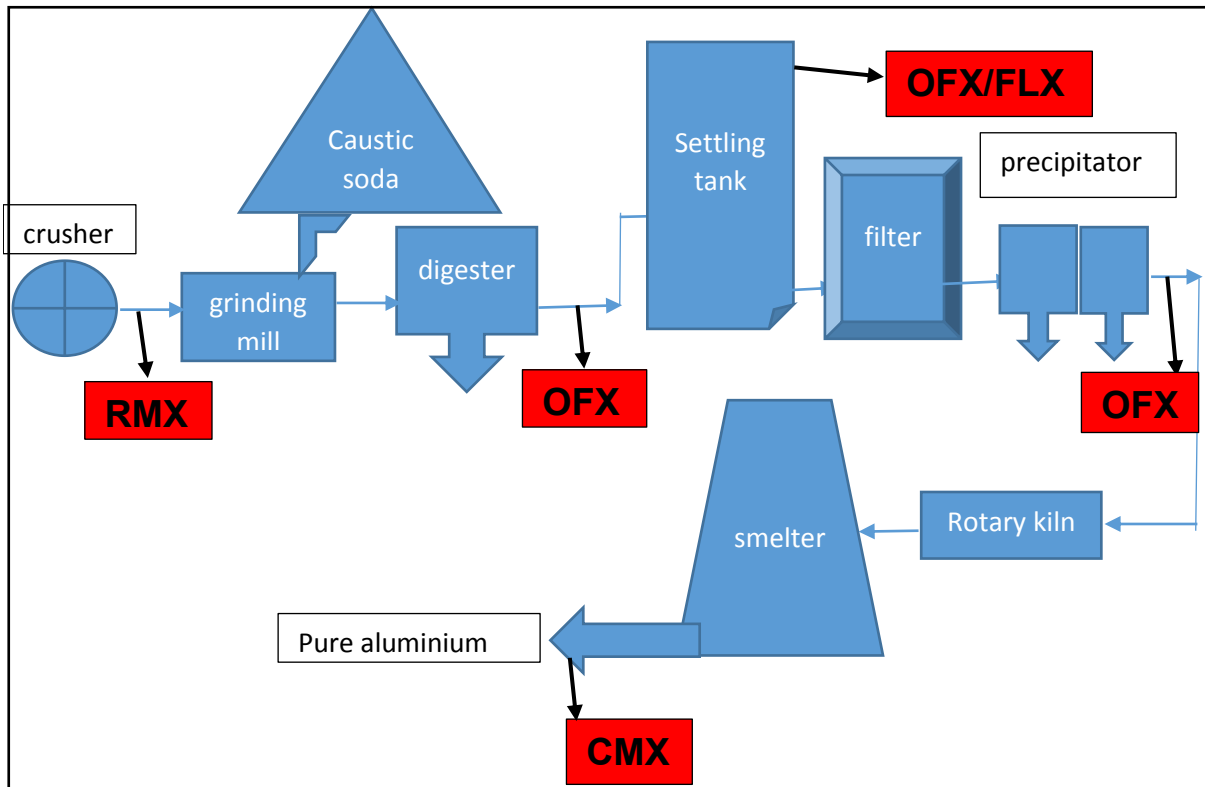 Caustic
soda
Settling
tank
OFX/FLX
precipitator
crusher
grinding
mill
digester
filter
RMX
OFX
OFX
smelter
Rotary kiln
Pure aluminium
CMX